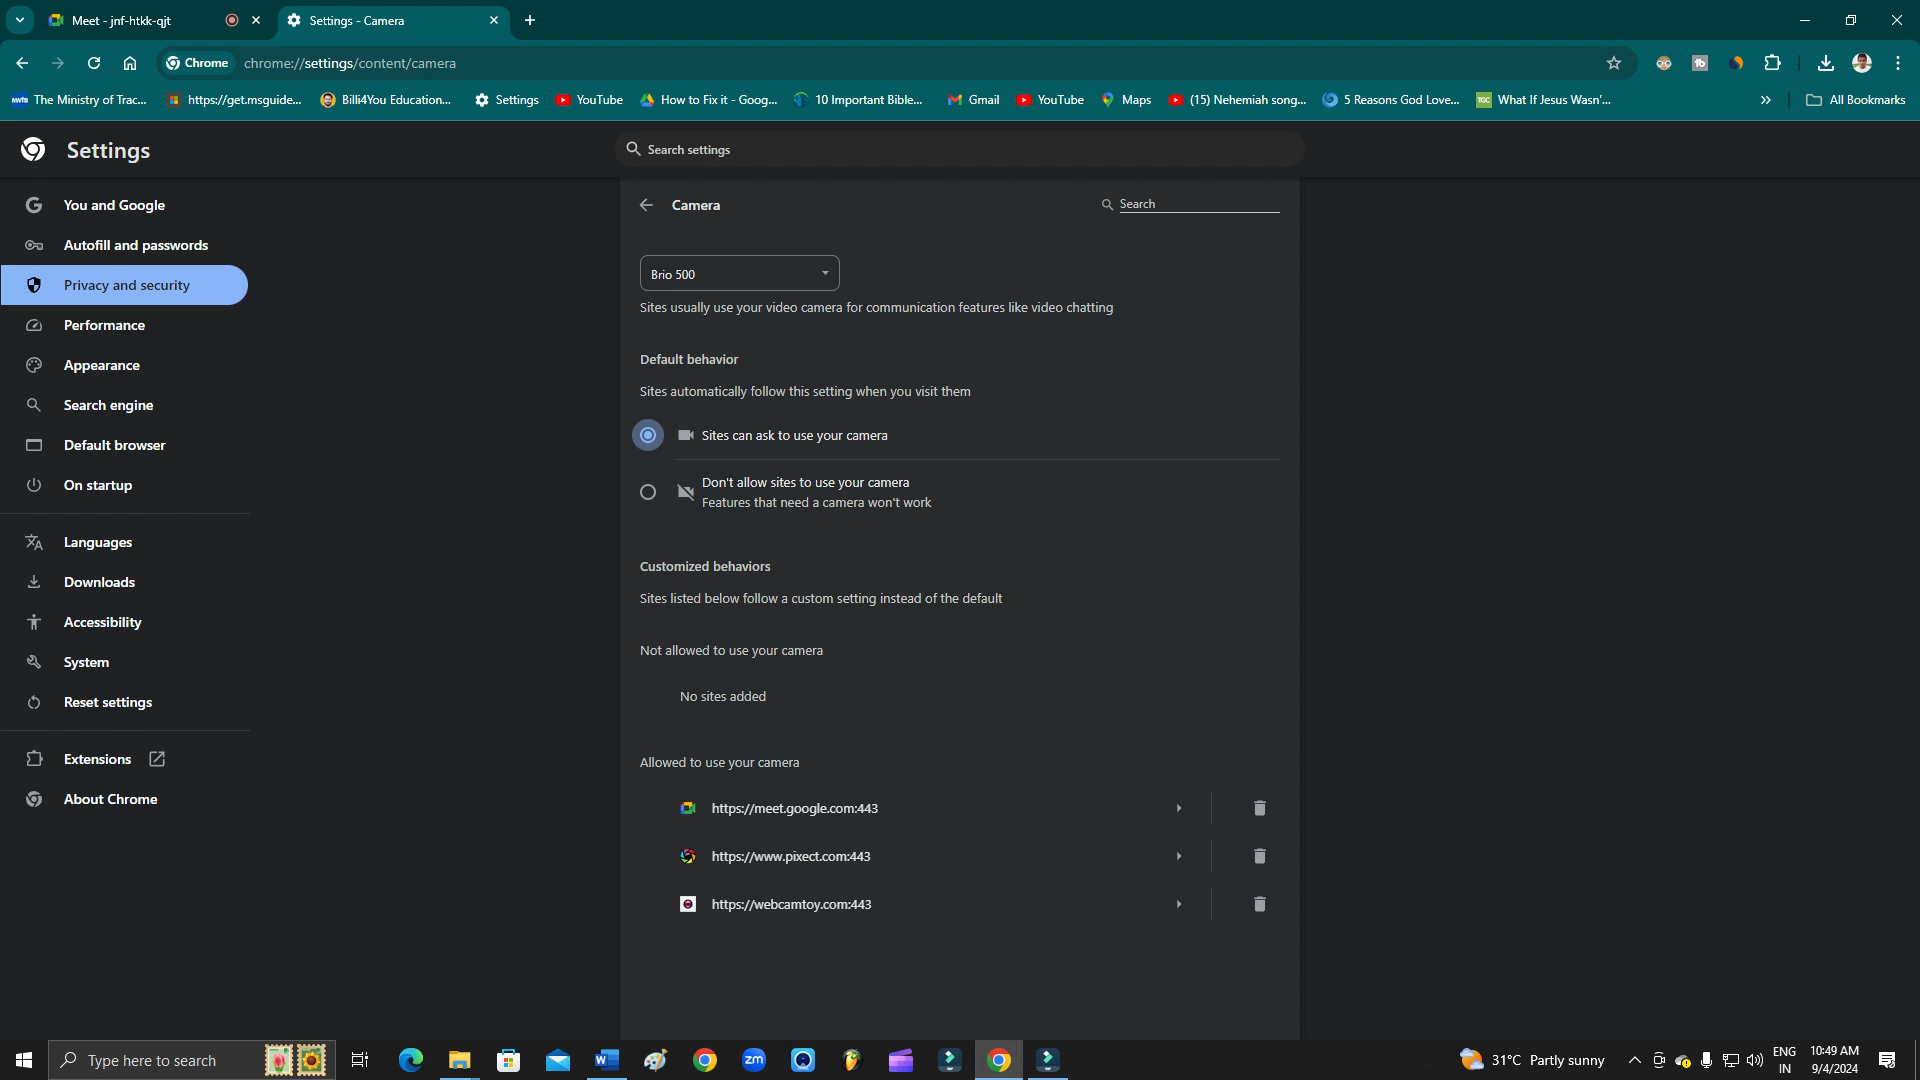 Meet - jnf-htkk-qjt
Settings - Camera
Chrome
chrome://settings/content/camera
MWTB
The Ministry of Trac...
https://get.msguide...
Billi4You Education...
Settings
YouTube
How to Fix it - Goog...
10 Important Bible...
Gmail
YouTube
Maps
(15) Nehemiah song...
5 Reasons God Love...
TGC
What If Jesus Wasn'...
»
All Bookmarks
Settings
Search settings
You and Google
Autofill and passwords
Privacy and security
Performance
Appearance
Search engine
Default browser
On startup
Languages
Downloads
Accessibility
System
Reset settings
Extensions
About Chrome
Camera
Search
Brio 500
Sites usually use your video camera for communication features like video chatting
Default behavior
Sites automatically follow this setting when you visit them
Sites can ask to use your camera
Don't allow sites to use your camera
Features that need a camera won't work
Customized behaviors
Sites listed below follow a custom setting instead of the default
Not allowed to use your camera
No sites added
Allowed to use your camera
https://meet.google.com:443
https://www.pixect.com:443
https://webcamtoy.com:443
Type here to search
zm
31°C Partly sunny
ENG
IN
10:49 AM
9/4/2024